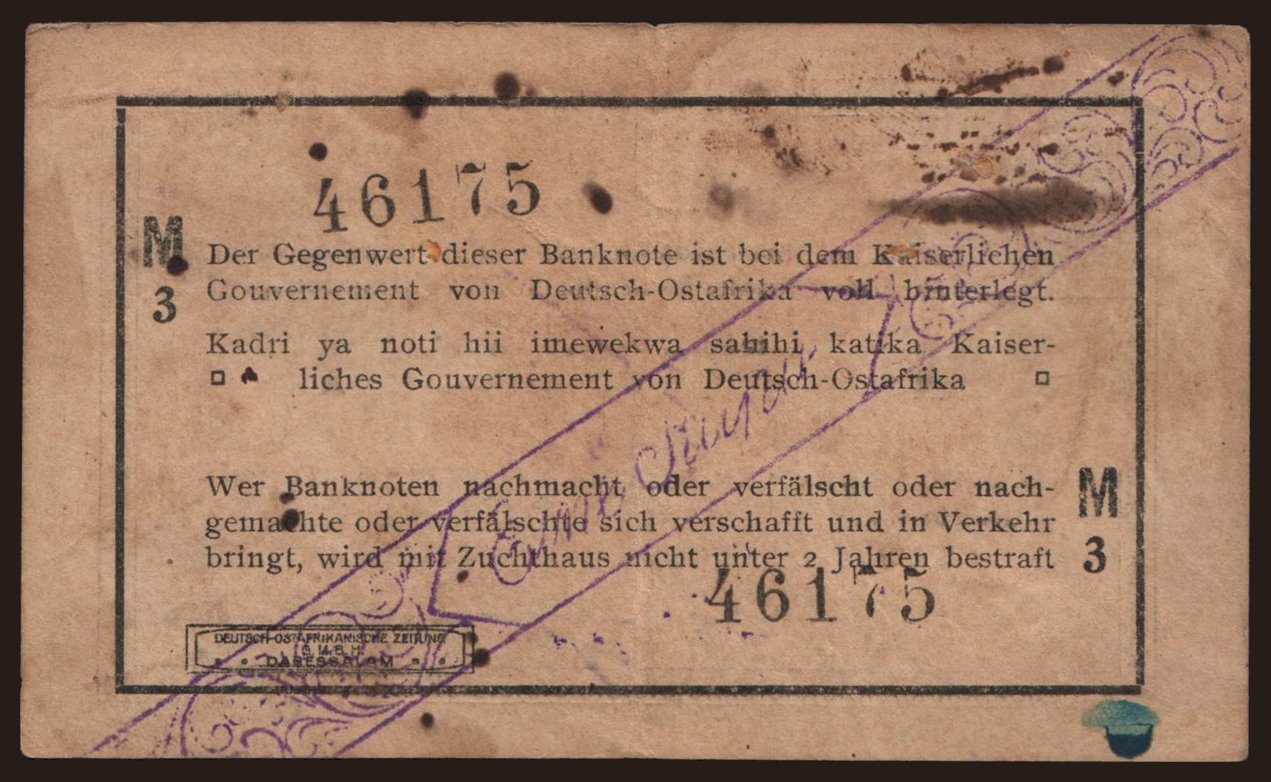 46175
M
3
Der Gegenwert dieser Banknote ist bei dem Kaiserlichen
Gouvernement von Deutsch-Ostafrika voll hinterlegt.
Kadri ya noti hii imewekwa sahihi katika Kaiser-
liches Gouvernement von Deutsch-Ostafrika
Eine Rupie
Wer Banknoten nachmacht oder verfälscht oder nach-
gemachte oder verfälschte sich verschafft und in Verkehr
bringt, wird mit Zuchthaus nicht unter 2 Jahren bestraft
M
3
46175
DEUTSCH-OSTAFRIKANISCHE ZEITUNG
G.M.B.H.
DARESSALAM